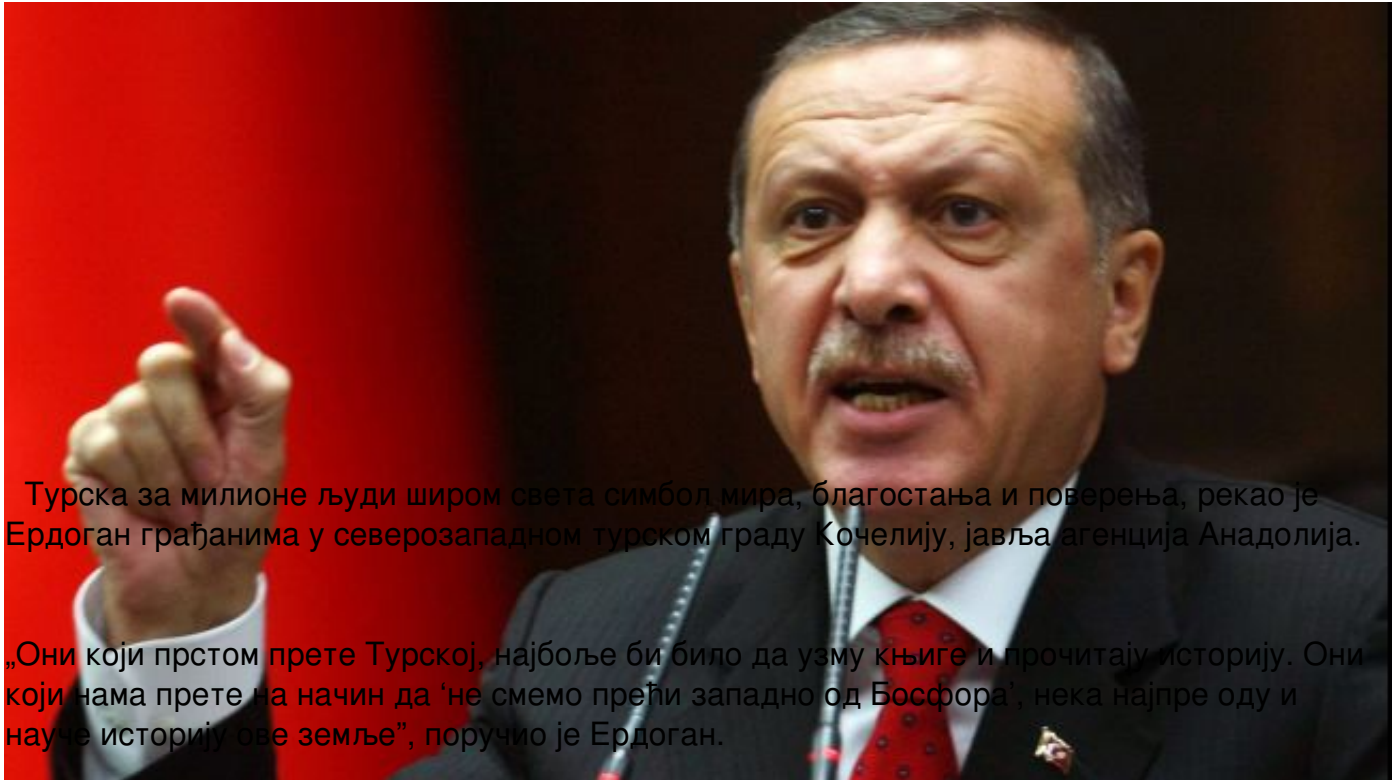 Турска за милионе људи широм света симбол мира, благостања и поверења, рекао је
Ердоган грађанима у северозападном турском граду Кочелију, јавља агенција Анадолија.
„Они који прстом прете Турској, најбоље би било да узму књиге и прочитају историју. Они
који нама прете на начин да ‘не смемо прећи западно од Босфора’, нека најпре оду и
науче историју ове земље”, поручио је Ердоган.